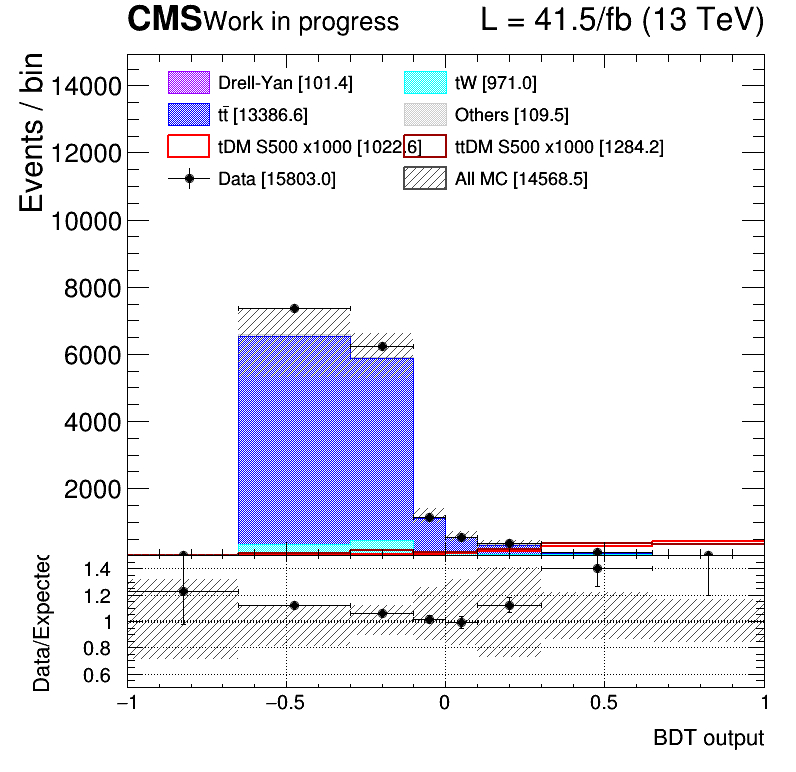 CMS Work in progress L = 41.5/fb (13 TeV)
Events / bin
14000
12000
10000
8000
6000
4000
2000
Drell-Yan [101.4] tW [971.0]
tt̄ [13386.6] Others [109.5]
tDM S500 x1000 [1022.6] ttDM S500 x1000 [1284.2]
Data [15803.0] All MC [14568.5]
Data/Expected
1.4
1.2
1
0.8
0.6
−1 −0.5 0 0.5 1
BDT output